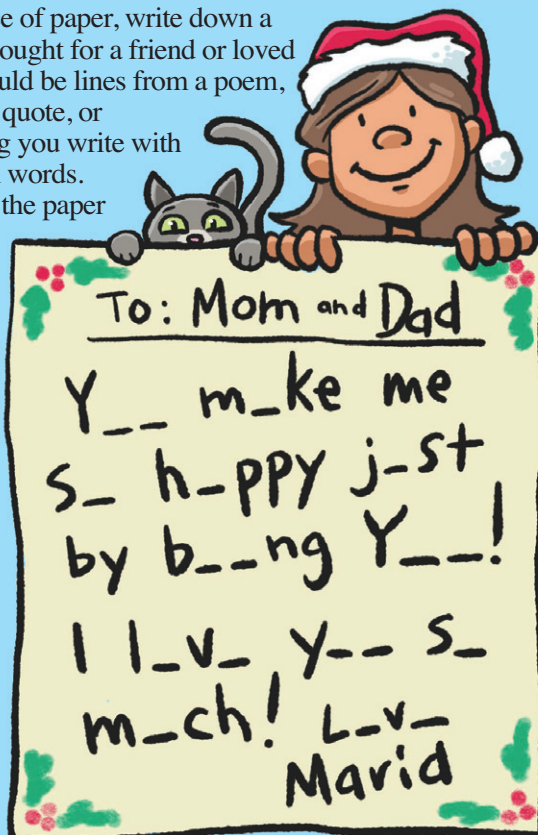 e of paper, write down a
ought for a friend or loved
uld be lines from a poem,
quote, or
g you write with
n words.
the paper
To: Mom and Dad
Y__ m_ke me
s_ h_ppy j_st
by b__ng Y__!
I l_v_ y__ s_
m_ch! L_v_
Marid